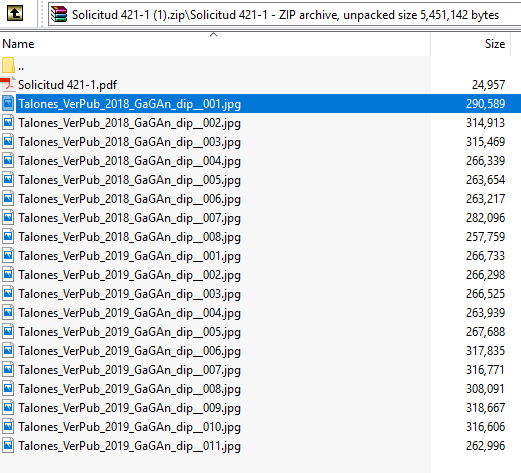 Solicitud 421-1 (1).zip\Solicitud 421-1 - ZIP archive, unpacked size 5,451,142 bytes
Name Size
..
Solicitud 421-1.pdf 24,957
Talones_VerPub_2018_GaGAn_dip__001.jpg 290,589
Talones_VerPub_2018_GaGAn_dip__002.jpg 314,913
Talones_VerPub_2018_GaGAn_dip__003.jpg 315,469
Talones_VerPub_2018_GaGAn_dip__004.jpg 266,339
Talones_VerPub_2018_GaGAn_dip__005.jpg 263,654
Talones_VerPub_2018_GaGAn_dip__006.jpg 263,217
Talones_VerPub_2018_GaGAn_dip__007.jpg 282,096
Talones_VerPub_2018_GaGAn_dip__008.jpg 257,759
Talones_VerPub_2019_GaGAn_dip__001.jpg 266,733
Talones_VerPub_2019_GaGAn_dip__002.jpg 266,298
Talones_VerPub_2019_GaGAn_dip__003.jpg 266,525
Talones_VerPub_2019_GaGAn_dip__004.jpg 263,939
Talones_VerPub_2019_GaGAn_dip__005.jpg 267,688
Talones_VerPub_2019_GaGAn_dip__006.jpg 317,835
Talones_VerPub_2019_GaGAn_dip__007.jpg 316,771
Talones_VerPub_2019_GaGAn_dip__008.jpg 308,091
Talones_VerPub_2019_GaGAn_dip__009.jpg 318,667
Talones_VerPub_2019_GaGAn_dip__010.jpg 316,606
Talones_VerPub_2019_GaGAn_dip__011.jpg 262,996